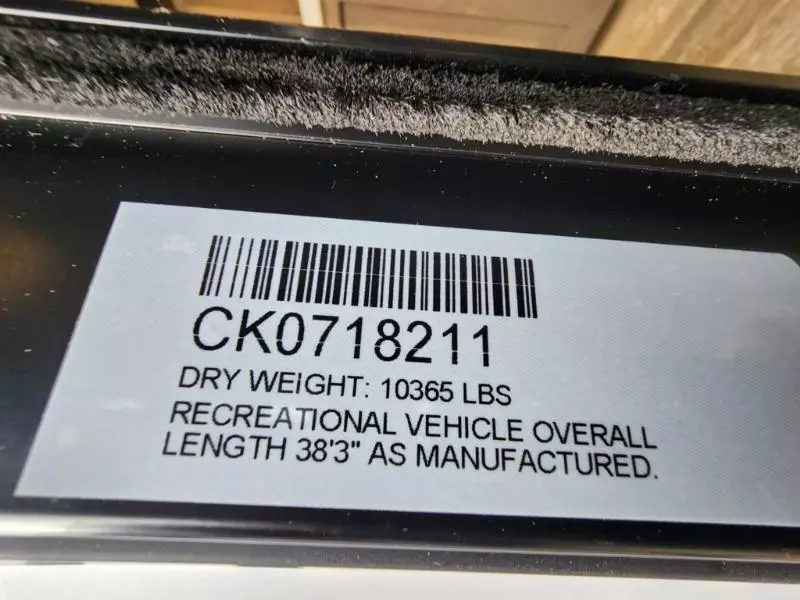 CK0718211
DRY WEIGHT: 10365 LBS
RECREATIONAL VEHICLE OVERALL
LENGTH 38'3" AS MANUFACTURED.